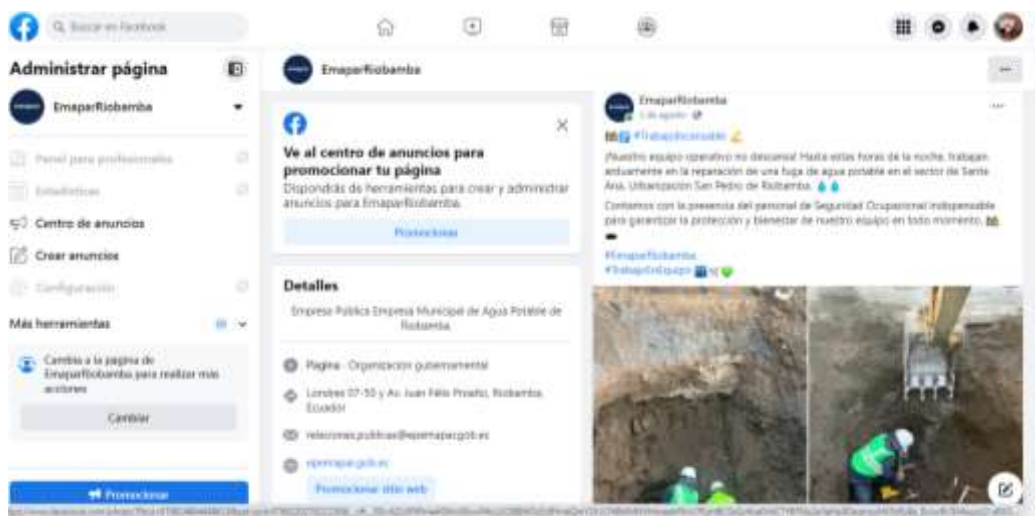 Buscar en Facebook
Administrar página
EmaparRiobamba
Panel para profesionales
Estadísticas
Centro de anuncios
Crear anuncios
Configuración
Más herramientas
Cambia a la página de
EmaparRiobamba para realizar más
acciones
Cambiar
Promocionar
EmaparRiobamba
Ve al centro de anuncios para
promocionar tu página
Dispondrás de herramientas para crear y administrar
anuncios para EmaparRiobamba.
Promocionar
Detalles
Empresa Pública Empresa Municipal de Agua Potable de
Riobamba.
Página · Organización gubernamental
Londres 07-50 y Av. Juan Félix Proaño, Riobamba,
Ecuador
epemapar.gob.ec
Promocionar sitio web
EmaparRiobamba
de agosto
#TrabajoIncansable
¡Nuestro equipo operativo no descansa! Hasta estas horas de la noche, trabajan
arduamente en la reparación de una fuga de agua potable en el sector de Santa
Ana, Urbanización San Pedro de Riobamba.
Contamos con la presencia del personal de Seguridad Ocupacional indispensable
para garantizar la protección y bienestar de nuestro equipo en todo momento.
#EmaparRiobamba
#TrabajoEnEquipo